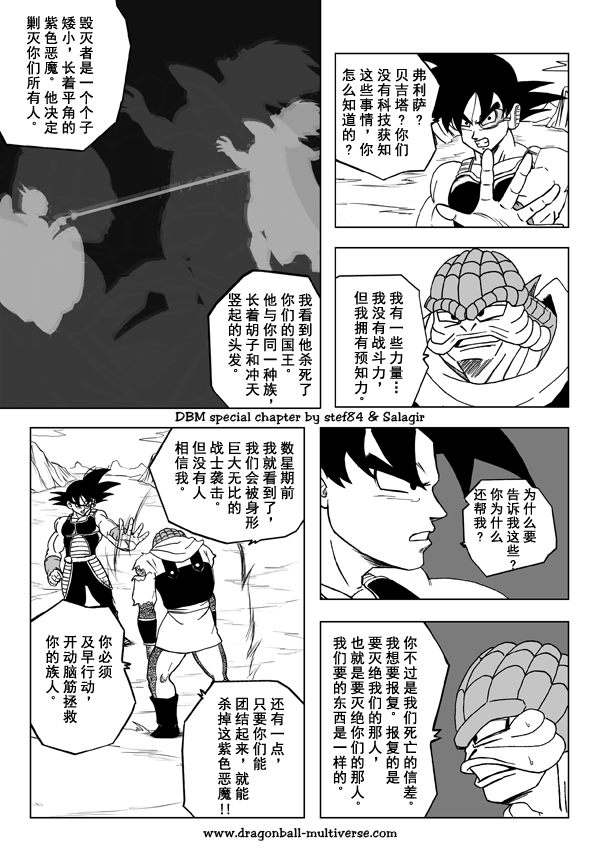 弗利萨？
贝吉塔？你们
没有科技获知
这些事情，你
怎么知道的？
我有一些力量…
我没有战斗力，
但我拥有预知力。
毁灭者是一个个子
矮小，长着平角的
紫色恶魔。他决定
剿灭你们所有人。
我看到他杀死了
你们的国王。
他与你同一种族，
长着胡子和冲天
竖起的头发。
DBM special chapter by stef84 & Salagir
为什么要
告诉我这些？
你为什么
还帮我？
你不过是我们死亡的信差。
我想要报复。报复的是
要灭绝我们的那人，
也就是要灭绝你们的那人。
我们要的东西是一样的。
数星期前
我就看到了，
我们会被身形
巨大无比的
战士袭击。
但没有人
相信我。
你必须
及早行动，
开动脑筋拯救
你的族人。
还有一点，
只要你们能
团结起来，就能
杀掉这紫色恶魔!!
www.dragonball-multiverse.com